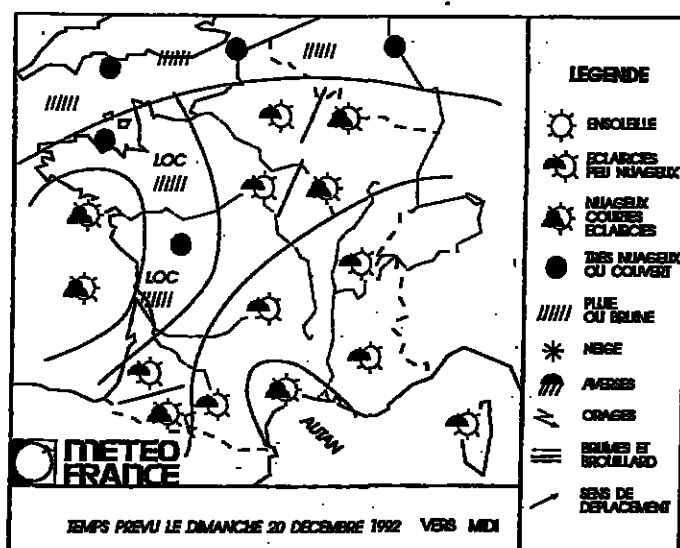 LOC
LOC
AUTAN
METEO
FRANCE
TEMPS PREVU LE DIMANCHE 20 DECEMBRE 1992 VERS MIDI
LEGENDE
ENSOLEILLE
ECLAIRCIES
PEU NUAGEUX
NUAGEUX
COURTES
ECLAIRCIES
TRES NUAGEUX
OU COUVERT
PLUIE
OU BRUINE
NEIGE
AVERSES
ORAGES
BRUMES ET
BROUILLARD
SENS DE
DEPLACEMENT